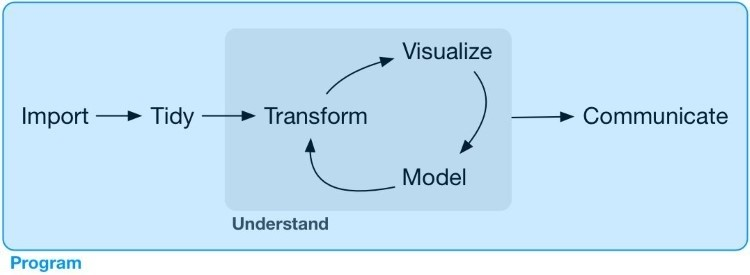 Visualize
Import
Tidy
Transform
Communicate
Model
Understand
Program